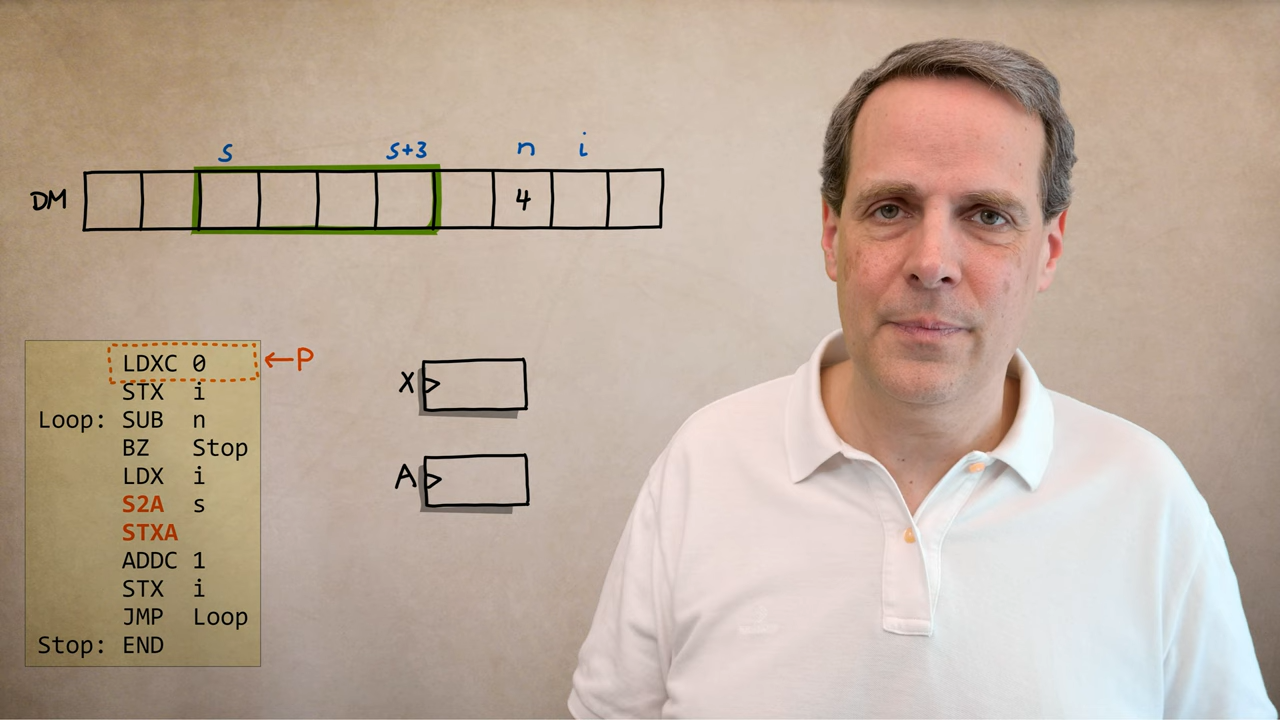 s s+3 n i
DM 4
LDXC 0 ←P
STX i
Loop: SUB n
BZ Stop
LDX i
S2A s
STXA
ADDC 1
STX i
JMP Loop
Stop: END
X
A